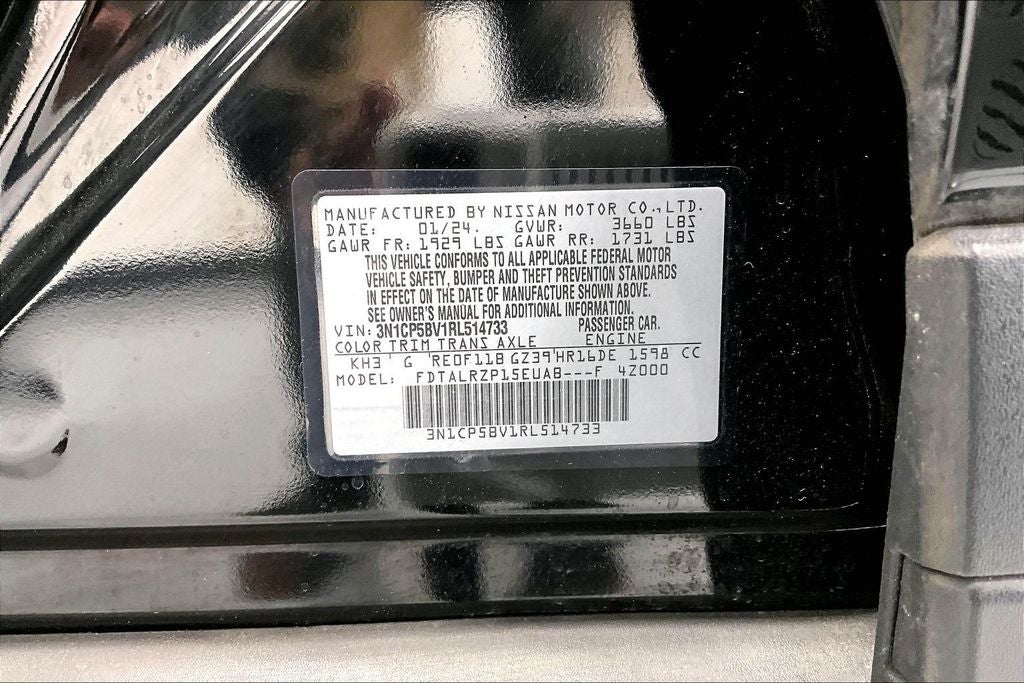 MANUFACTURED BY NISSAN MOTOR CO.,LTD.
DATE: 01/24. GVWR: 3660 LBS
GAWR FR: 1929 LBS GAWR RR: 1731 LBS
THIS VEHICLE CONFORMS TO ALL APPLICABLE FEDERAL MOTOR
VEHICLE SAFETY, BUMPER AND THEFT PREVENTION STANDARDS
IN EFFECT ON THE DATE OF MANUFACTURE SHOWN ABOVE.
SEE OWNER'S MANUAL FOR ADDITIONAL INFORMATION.
VIN: 3N1CP5BV1RL514733 PASSENGER CAR.
COLOR TRIM TRANS AXLE ENGINE
KH3 ' G 'RE0F11B GZ39'HR16DE 1598 CC
MODEL: FDTALRZP15EUAB---F 4Z000
3N1CP5BV1RL514733